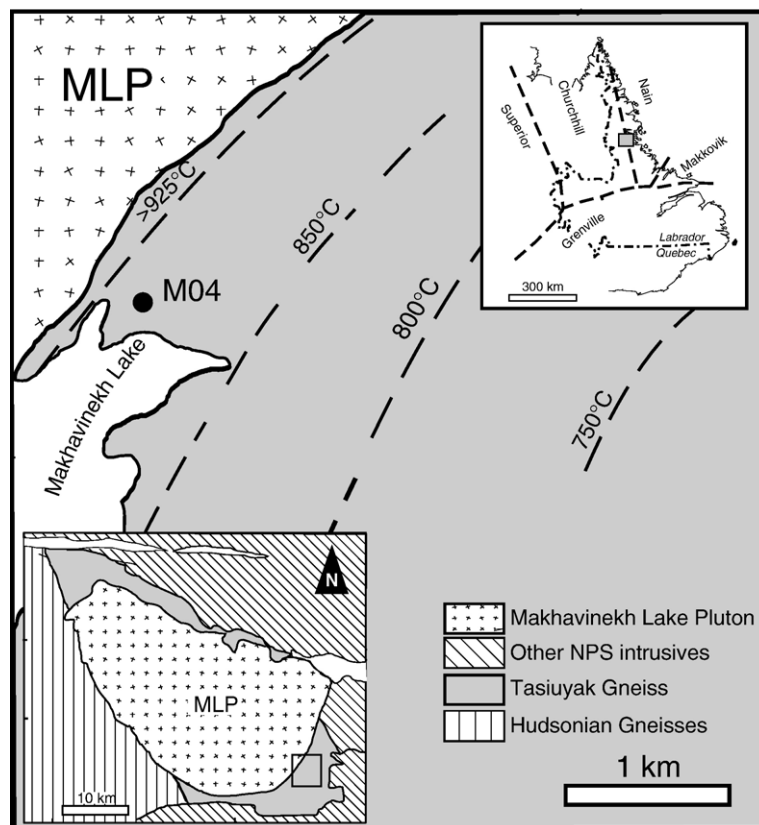 MLP
>925°C
850°C
800°C
750°C
M04
Makhavinekh Lake
Superior
Churchhill
Nain
Makkovik
Grenville
Labrador
Quebec
300 km
N
MLP
10 km
Makhavinekh Lake Pluton
Other NPS intrusives
Tasiuyak Gneiss
Hudsonian Gneisses
1 km